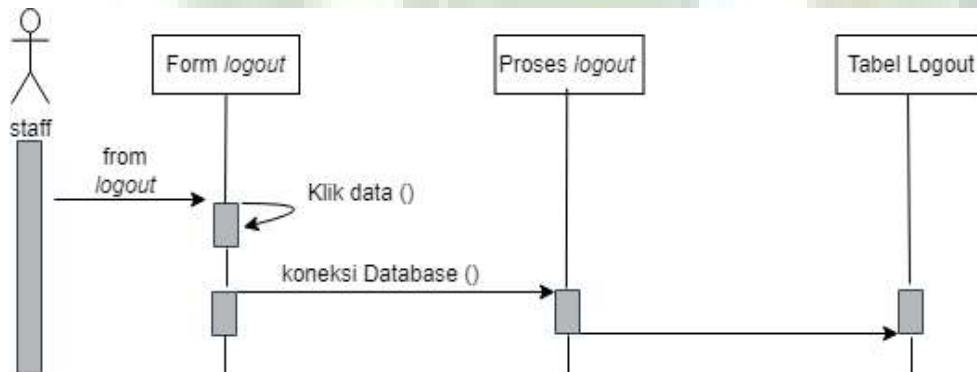 Form logout
Proses logout
Tabel Logout
staff
from
logout
Klik data ()
koneksi Database ()